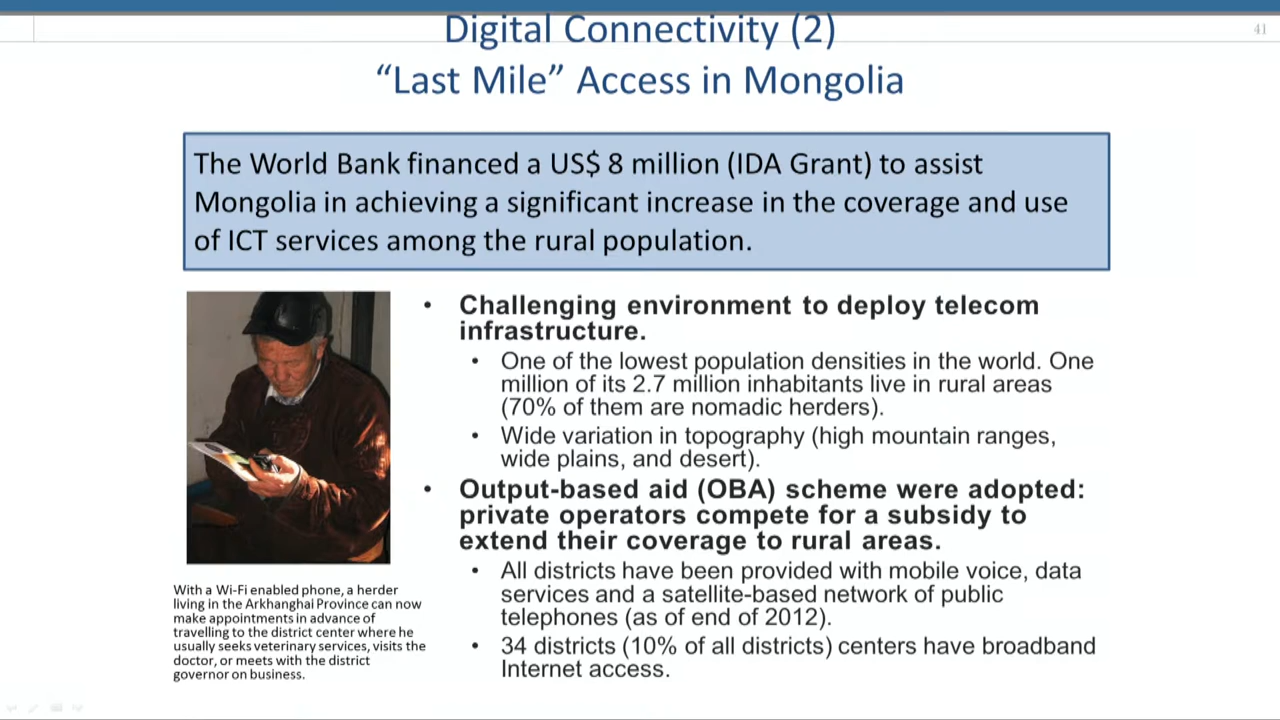 41
Digital Connectivity (2)
“Last Mile” Access in Mongolia
The World Bank financed a US$ 8 million (IDA Grant) to assist
Mongolia in achieving a significant increase in the coverage and use
of ICT services among the rural population.
• Challenging environment to deploy telecom
infrastructure.
• One of the lowest population densities in the world. One
million of its 2.7 million inhabitants live in rural areas
(70% of them are nomadic herders).
• Wide variation in topography (high mountain ranges,
wide plains, and desert).
• Output-based aid (OBA) scheme were adopted:
private operators compete for a subsidy to
extend their coverage to rural areas.
• All districts have been provided with mobile voice, data
services and a satellite-based network of public
telephones (as of end of 2012).
• 34 districts (10% of all districts) centers have broadband
Internet access.
With a Wi-Fi enabled phone, a herder
living in the Arkhanghai Province can now
make appointments in advance of
travelling to the district center where he
usually seeks veterinary services, visits the
doctor, or meets with the district
governor on business.